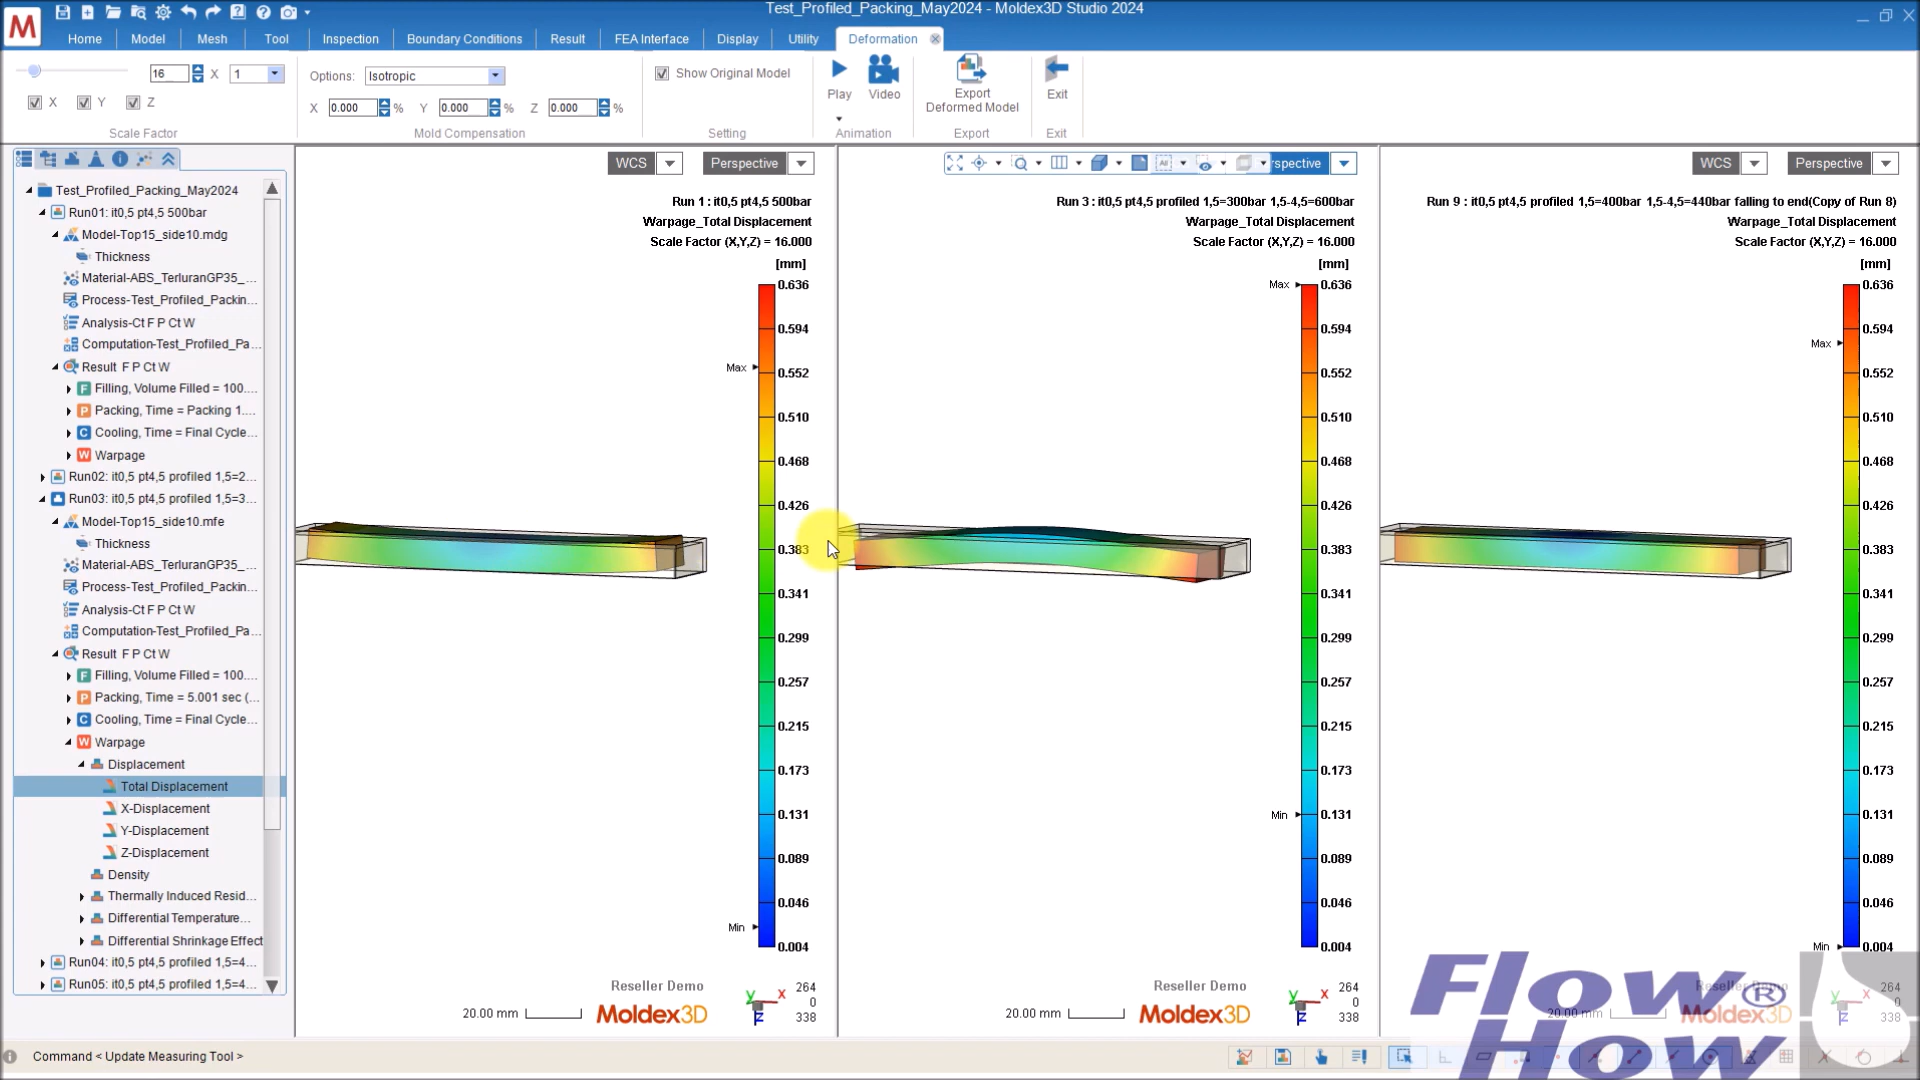 Test_Profiled_Packing_May2024 - Moldex3D Studio 2024
Home Model Mesh Tool Inspection Boundary Conditions Result FEA Interface Display Utility Deformation
16 X 1
X Y Z
Scale Factor
Options: Isotropic
X 0.000 % Y 0.000 % Z 0.000 %
Mold Compensation
Show Original Model
Setting
Play Video
Animation
Export
Deformed Model
Export
Exit
Exit
Test_Profiled_Packing_May2024
Run01: it0,5 pt4,5 500bar
Model-Top15_side10.mdg
Thickness
Material-ABS_TerluranGP35_...
Process-Test_Profiled_Packin...
Analysis-Ct F P Ct W
Computation-Test_Profiled_Pa...
Result F P Ct W
Filling, Volume Filled = 100....
Packing, Time = Packing 1....
Cooling, Time = Final Cycle...
Warpage
Run02: it0,5 pt4,5 profiled 1,5=2...
Run03: it0,5 pt4,5 profiled 1,5=3...
Model-Top15_side10.mfe
Thickness
Material-ABS_TerluranGP35_...
Process-Test_Profiled_Packin...
Analysis-Ct F P Ct W
Computation-Test_Profiled_Pa...
Result F P Ct W
Filling, Volume Filled = 100....
Packing, Time = 5.001 sec (...
Cooling, Time = Final Cycle...
Warpage
Displacement
Total Displacement
X-Displacement
Y-Displacement
Z-Displacement
Density
Thermally Induced Resid...
Differential Temperature...
Differential Shrinkage Effect
Run04: it0,5 pt4,5 profiled 1,5=4...
Run05: it0,5 pt4,5 profiled 1,5=4...
WCS Perspective
Run 1 : it0,5 pt4,5 500bar
Warpage_Total Displacement
Scale Factor (X,Y,Z) = 16.000
[mm]
0.636
0.594
0.552
0.510
0.468
0.426
0.383
0.341
0.299
0.257
0.215
0.173
0.131
0.089
0.046
0.004
Max
Min
Reseller Demo
20.00 mm Moldex3D
y x z
264
0
338
spective
Run 3 : it0,5 pt4,5 profiled 1,5=300bar 1,5-4,5=600bar
Warpage_Total Displacement
Scale Factor (X,Y,Z) = 16.000
[mm]
Max
0.636
0.594
0.552
0.510
0.468
0.426
0.383
0.341
0.299
0.257
0.215
0.173
Min
0.131
0.089
0.046
0.004
Reseller Demo
20.00 mm Moldex3D
y x z
264
0
338
WCS Perspective
Run 9 : it0,5 pt4,5 profiled 1,5=400bar 1,5-4,5=440bar falling to end(Copy of Run 8)
Warpage_Total Displacement
Scale Factor (X,Y,Z) = 16.000
[mm]
0.636
0.594
Max
0.552
0.510
0.468
0.426
0.383
0.341
0.299
0.257
0.215
0.173
0.131
0.089
0.046
Min
0.004
Reseller Demo
20.00 mm Moldex3D
y x z
264
0
338
Flow®
How
Command < Update Measuring Tool >